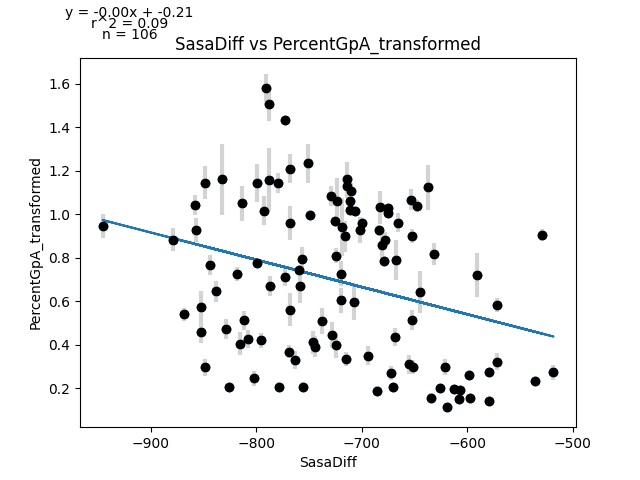 y = -0.00x + -0.21
r^2 = 0.09
n = 106
SasaDiff vs PercentGpA_transformed
PercentGpA_transformed
1.6
1.4
1.2
1.0
0.8
0.6
0.4
0.2
−900 −800 −700 −600 −500
SasaDiff